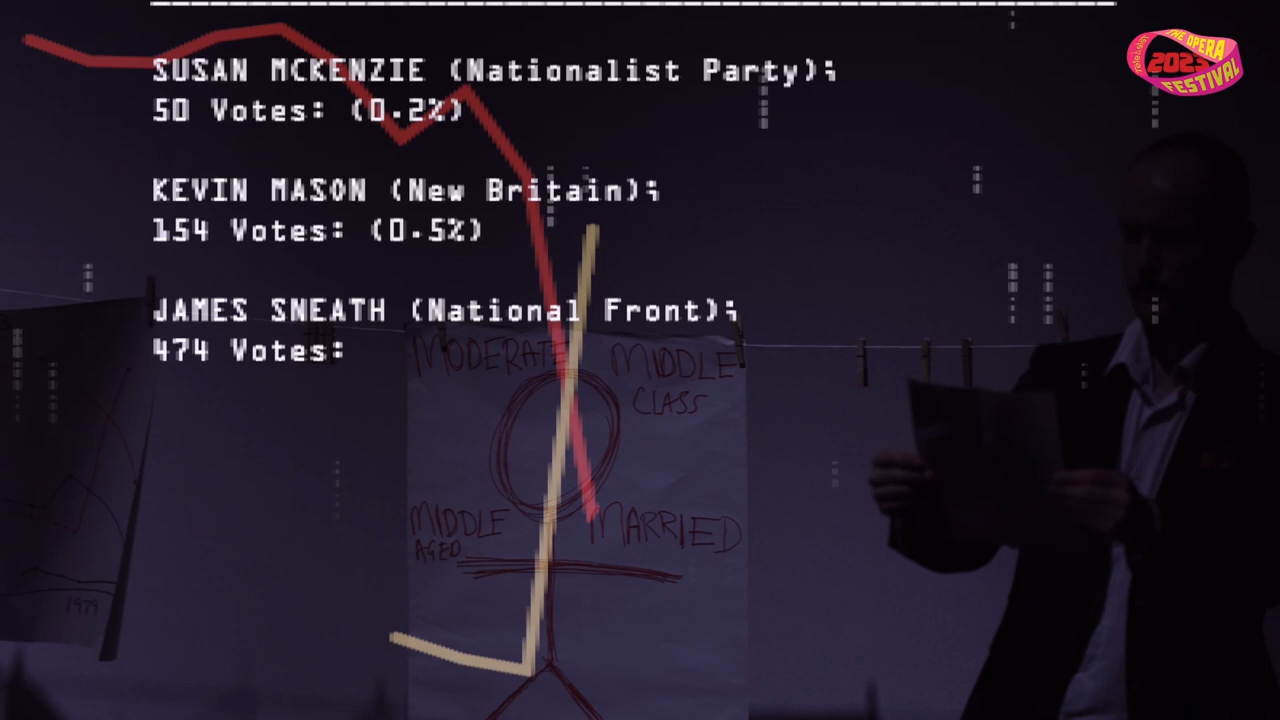 THE OPERA
2023
FESTIVAL
SUSAN MCKENZIE (Nationalist Party);
50 Votes: (0.2%)
KEVIN MASON (New Britain);
154 Votes: (0.5%)
JAMES SNEATH (National Front);
474 Votes:
MODERATE MIDDLE
CLASS
MIDDLE MARRIED
AGED
1979